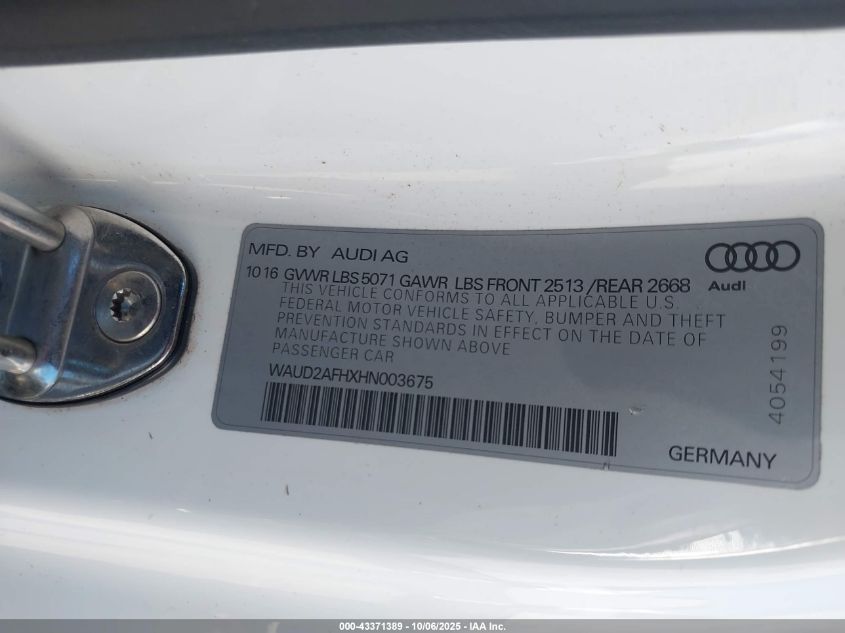 MFD. BY AUDI AG
10 16 GVWR LBS 5071 GAWR LBS FRONT 2513 /REAR 2668
Audi
THIS VEHICLE CONFORMS TO ALL APPLICABLE U.S.
FEDERAL MOTOR VEHICLE SAFETY, BUMPER AND THEFT
PREVENTION STANDARDS IN EFFECT ON THE DATE OF
MANUFACTURE SHOWN ABOVE
PASSENGER CAR
WAUD2AFHXHN003675
4054199
GERMANY
000-43371389 - 10/06/2025 - IAA Inc.